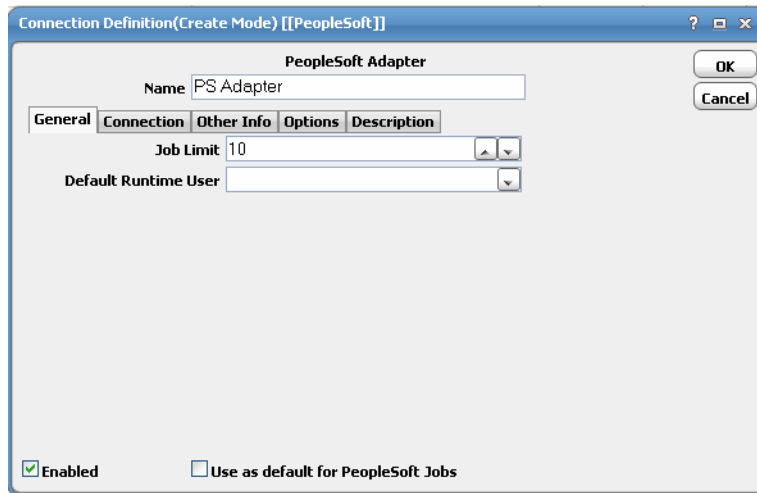 Connection Definition(Create Mode) [[PeopleSoft]] ?
PeopleSoft Adapter
OK
Name PS Adapter
Cancel
General Connection Other Info Options Description
Job Limit 10
Default Runtime User
Enabled Use as default for PeopleSoft Jobs